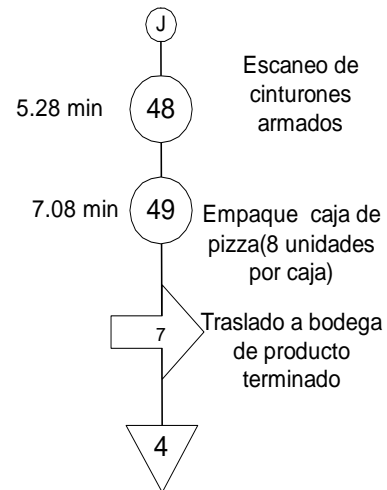 J
5.28 min
48
Escaneo de
cinturones
armados
7.08 min
49
Empaque caja de
pizza(8 unidades
por caja)
7
Traslado a bodega
de producto
terminado
4